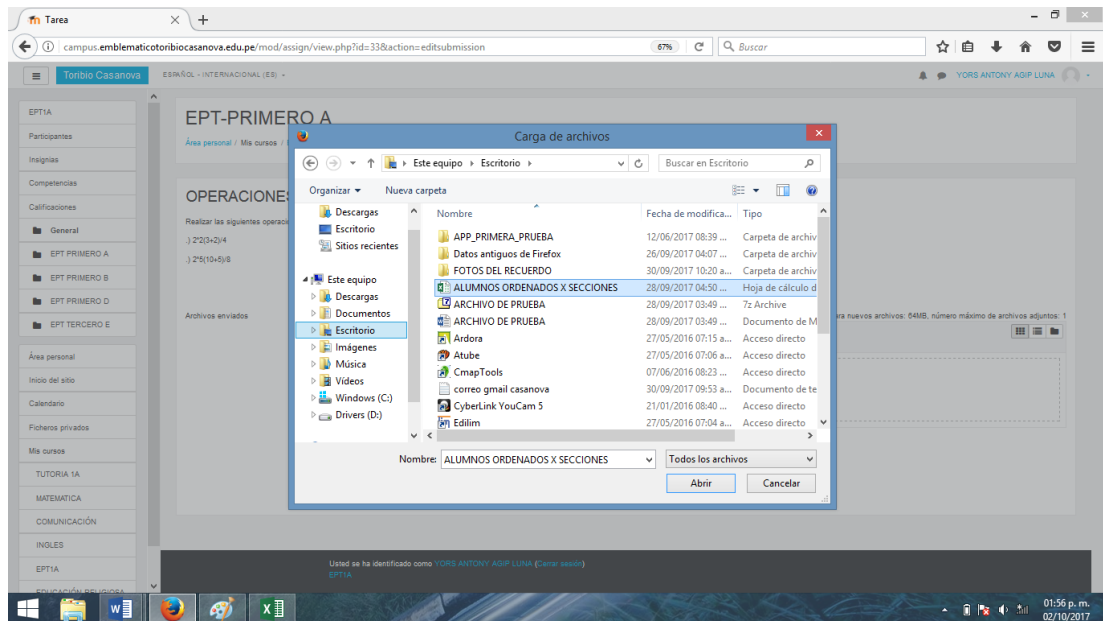 Tarea
campus.emblematicotoribiocasanova.edu.pe/mod/assign/view.php?id=33&action=editsubmission
67%
Buscar
Toribio Casanova
ESPAÑOL - INTERNACIONAL (ES)
YORS ANTONY AGIP LUNA
EPT1A
Participantes
Insignias
Competencias
Calificaciones
General
EPT PRIMERO A
EPT PRIMERO B
EPT PRIMERO D
EPT TERCERO E
Área personal
Inicio del sitio
Calendario
Ficheros privados
Mis cursos
TUTORIA 1A
MATEMATICA
COMUNICACIÓN
INGLES
EPT1A
EDUCACIÓN RELIGIOSA
EPT-PRIMERO A
Área personal / Mis cursos /
OPERACIONE
Realizar las siguientes operaci
.) 2*2(3+2)/4
.) 2*5(10+5)/8
Archivos enviados
ra nuevos archivos: 64MB, número máximo de archivos adjuntos: 1
Carga de archivos
Este equipo Escritorio
Buscar en Escritorio
Organizar Nueva carpeta
Descargas
Escritorio
Sitios recientes
Este equipo
Descargas
Documentos
Escritorio
Imágenes
Música
Vídeos
Windows (C:)
Drivers (D:)
Nombre Fecha de modifica... Tipo
APP_PRIMERA_PRUEBA 12/06/2017 08:39 ... Carpeta de archiv
Datos antiguos de Firefox 26/09/2017 04:07 ... Carpeta de archiv
FOTOS DEL RECUERDO 30/09/2017 10:20 a... Carpeta de archiv
ALUMNOS ORDENADOS X SECCIONES 28/09/2017 04:50 ... Hoja de cálculo d
ARCHIVO DE PRUEBA 28/09/2017 03:49 ... 7z Archive
ARCHIVO DE PRUEBA 28/09/2017 03:49 ... Documento de M
Ardora 27/05/2016 07:15 a... Acceso directo
Atube 27/05/2016 07:06 a... Acceso directo
CmapTools 07/06/2016 08:23 ... Acceso directo
correo gmail casanova 30/09/2017 09:53 a... Documento de te
CyberLink YouCam 5 21/01/2016 08:40 ... Acceso directo
Edilim 27/05/2016 07:04 a... Acceso directo
Nombre: ALUMNOS ORDENADOS X SECCIONES
Todos los archivos
Abrir
Cancelar
Usted se ha identificado como YORS ANTONY AGIP LUNA (Cerrar sesión)
EPT1A
01:56 p. m.
02/10/2017